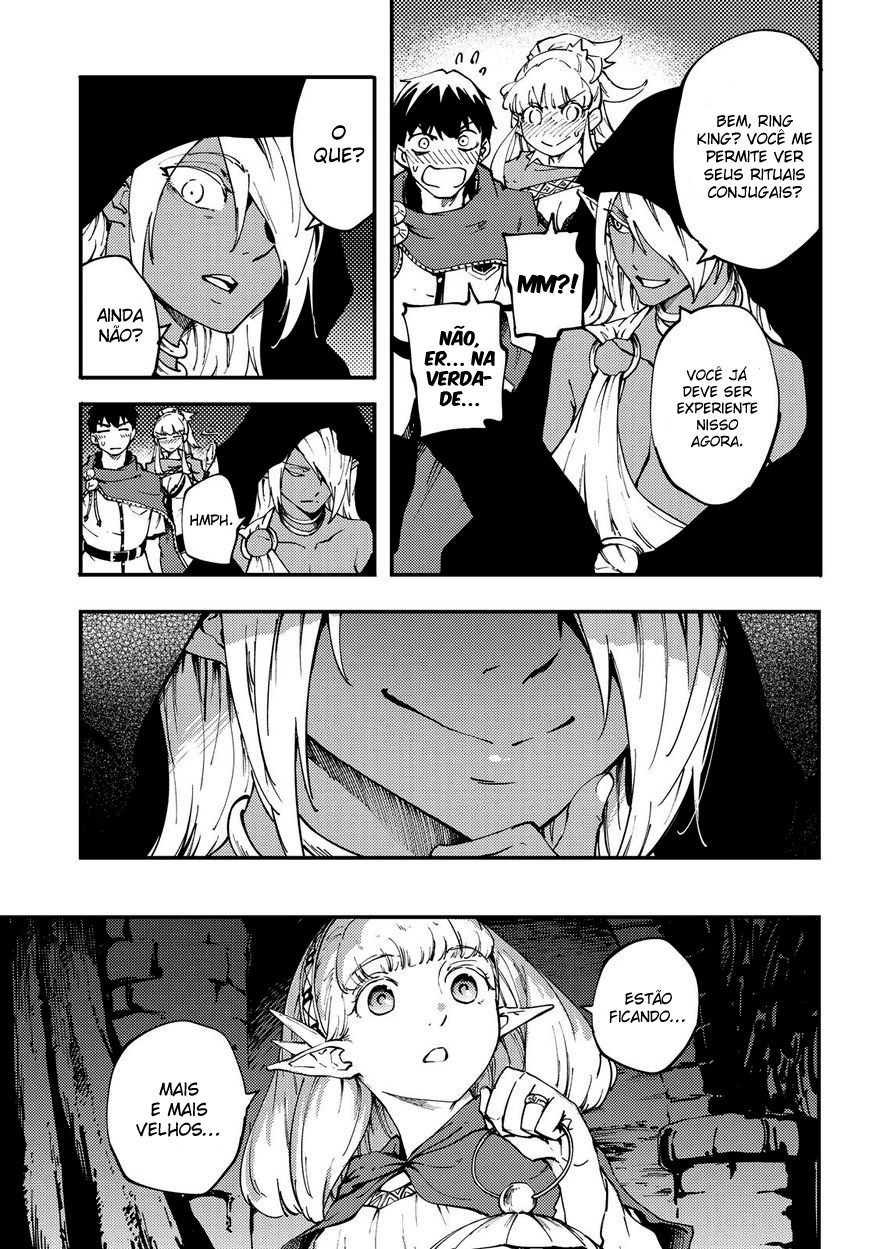 BEM, RING
KING? VOCÊ ME
PERMITE VER
SEUS RITUAIS
CONJUGAIS?
MM?!
NÃO,
ER... NA
VERDA-
DE...
VOCÊ JÁ
DEVE SER
EXPERIENTE
NISSO
AGORA.
O
QUE?
AINDA
NÃO?
HMPH.
ESTÃO
FICANDO...
MAIS
E MAIS
VELHOS...